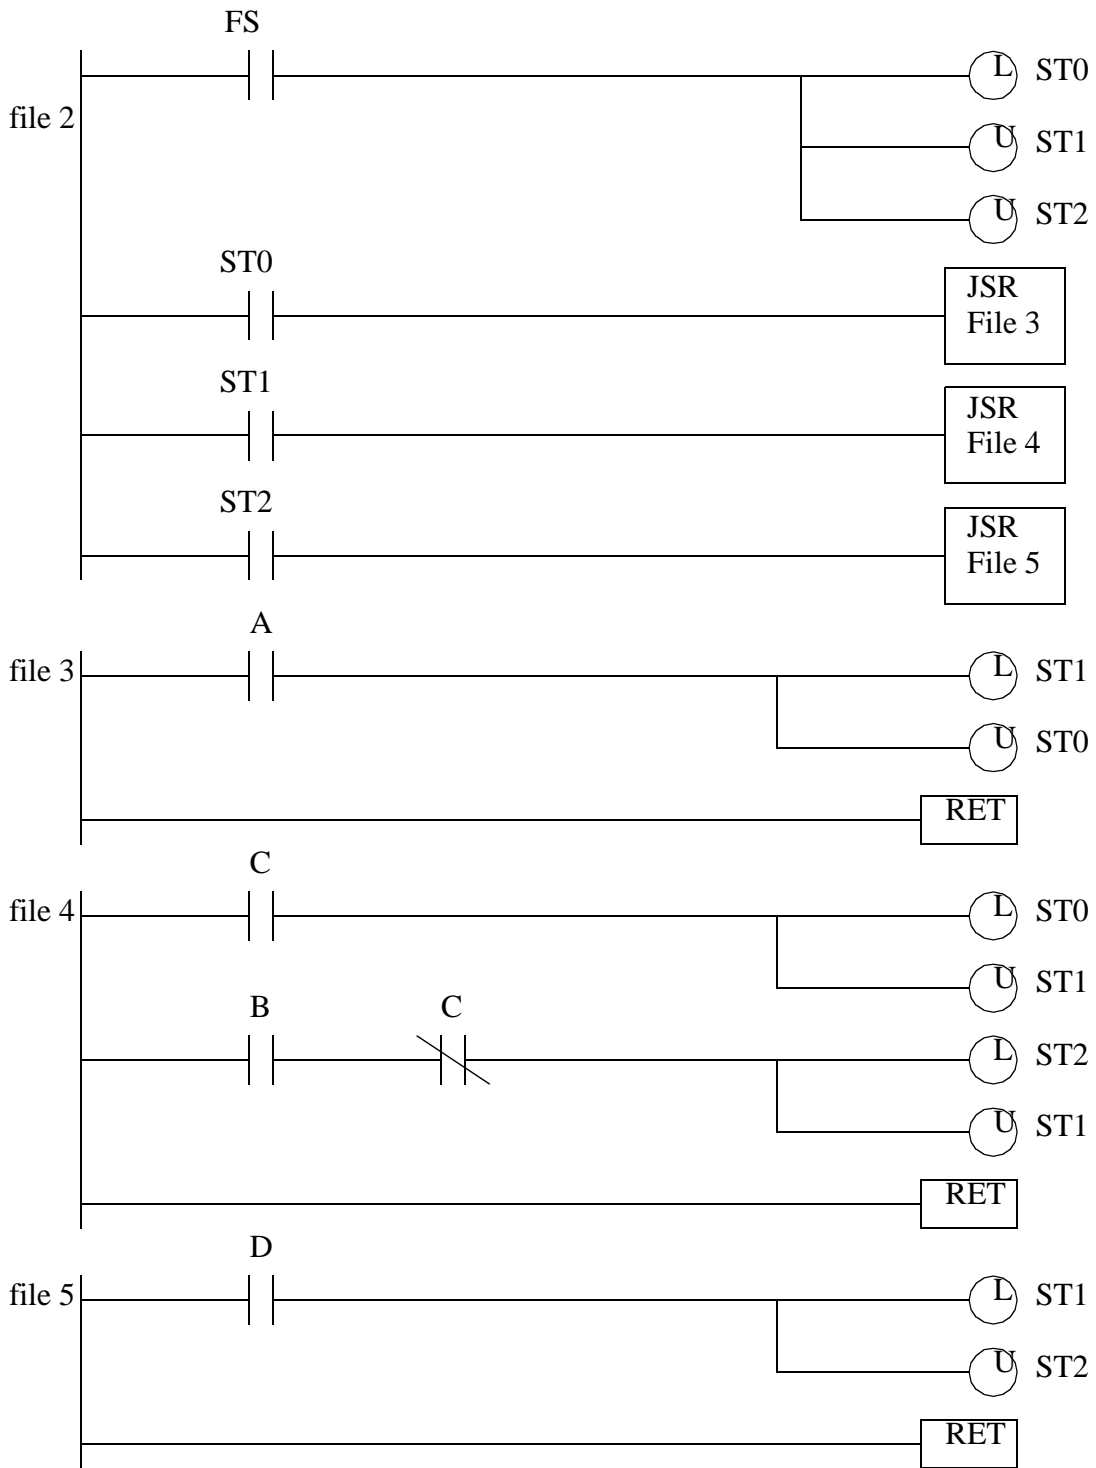 FS
L ST0
file 2
U ST1
U ST2
ST0
JSR
File 3
ST1
JSR
File 4
ST2
JSR
File 5
A
file 3
L ST1
U ST0
RET
C
file 4
L ST0
U ST1
B C
L ST2
U ST1
RET
D
file 5
L ST1
U ST2
RET